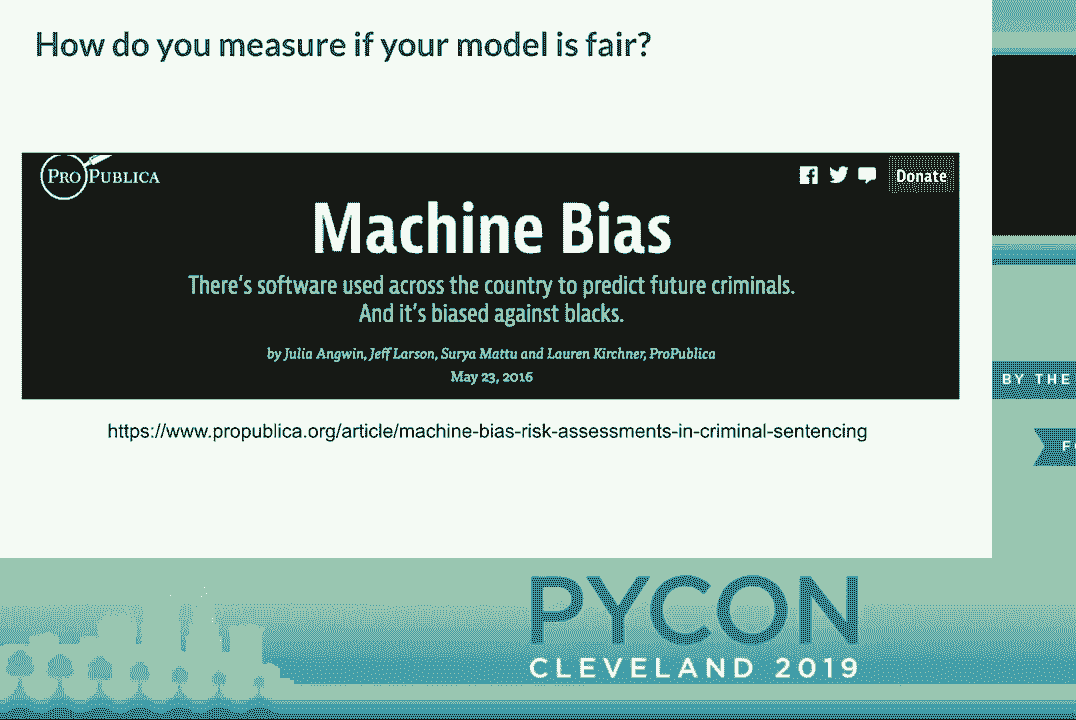 How do you measure if your model is fair?
PROPUBLICA
Donate
Machine Bias
There's software used across the country to predict future criminals.
And it's biased against blacks.
by Julia Angwin, Jeff Larson, Surya Mattu and Lauren Kirchner, ProPublica
May 23, 2016
https://www.propublica.org/article/machine-bias-risk-assessments-in-criminal-sentencing
BY THE
PYCON
CLEVELAND 2019